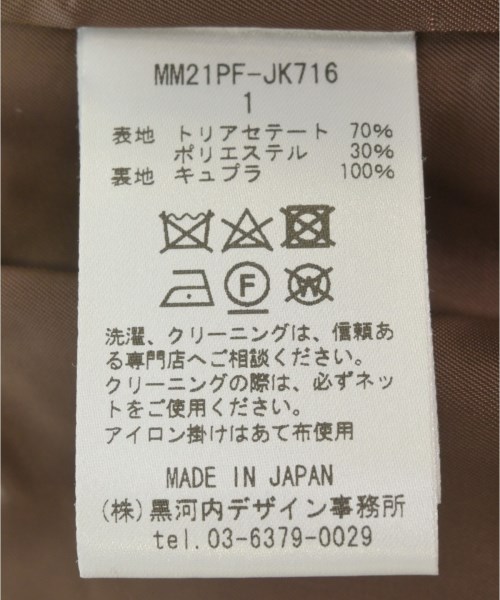 MM21PF-JK716
1
表地 トリアセテート 70%
ポリエステル 30%
裏地 キュプラ 100%
F
W
洗濯、クリーニングは、信頼あ
る専門店へご相談ください。
クリーニングの際は、必ずネッ
トをご使用ください。
アイロン掛けはあて布使用
MADE IN JAPAN
(株)黒河内デザイン事務所
tel.03-6379-0029